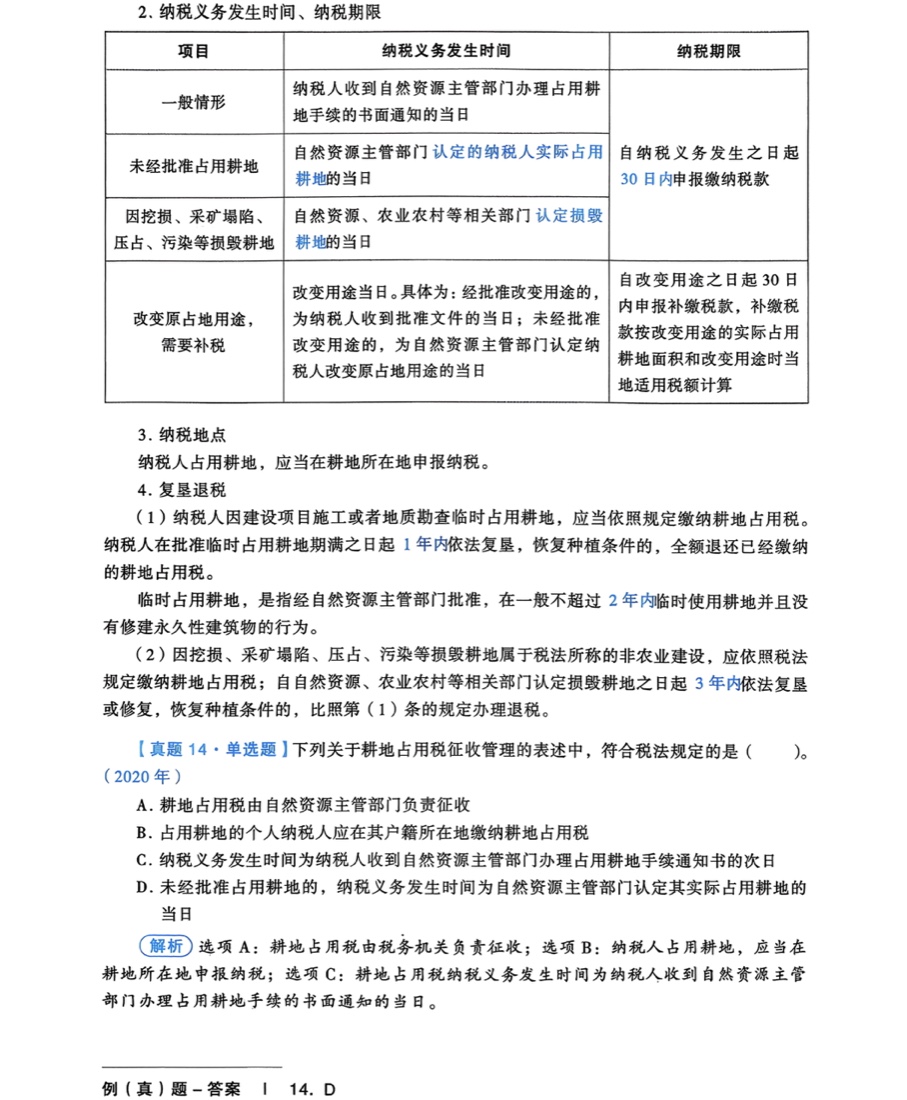 2. 纳税义务发生时间、纳税期限
项目
纳税义务发生时间
纳税期限
一般情形
纳税人收到自然资源主管部门办理占用耕
地手续的书面通知的当日
自纳税义务发生之日起
30 日内申报缴纳税款
未经批准占用耕地
自然资源主管部门认定的纳税人实际占用
耕地的当日
因挖损、采矿塌陷、
压占、污染等损毁耕地
自然资源、农业农村等相关部门认定损毁
耕地的当日
改变原占地用途，
需要补税
改变用途当日。具体为：经批准改变用途的，
为纳税人收到批准文件的当日；未经批准
改变用途的，为自然资源主管部门认定纳
税人改变原占地用途的当日
自改变用途之日起 30 日
内申报补缴税款，补缴税
款按改变用途的实际占用
耕地面积和改变用途时当
地适用税额计算
3. 纳税地点
纳税人占用耕地，应当在耕地所在地申报纳税。
4. 复垦退税
（1）纳税人因建设项目施工或者地质勘查临时占用耕地，应当依照规定缴纳耕地占用税。
纳税人在批准临时占用耕地期满之日起 1 年内依法复垦，恢复种植条件的，全额退还已经缴纳
的耕地占用税。
临时占用耕地，是指经自然资源主管部门批准，在一般不超过 2 年内临时使用耕地并且没
有修建永久性建筑物的行为。
（2）因挖损、采矿塌陷、压占、污染等损毁耕地属于税法所称的非农业建设，应依照税法
规定缴纳耕地占用税；自自然资源、农业农村等相关部门认定损毁耕地之日起 3 年内依法复垦
或修复，恢复种植条件的，比照第（1）条的规定办理退税。
【真题 14·单选题】下列关于耕地占用税征收管理的表述中，符合税法规定的是（　　）。
（2020 年）
A. 耕地占用税由自然资源主管部门负责征收
B. 占用耕地的个人纳税人应在其户籍所在地缴纳耕地占用税
C. 纳税义务发生时间为纳税人收到自然资源主管部门办理占用耕地手续通知书的次日
D. 未经批准占用耕地的，纳税义务发生时间为自然资源主管部门认定其实际占用耕地的
当日
解析 选项 A：耕地占用税由税务机关负责征收；选项 B：纳税人占用耕地，应当在
耕地所在地申报纳税；选项 C：耕地占用税纳税义务发生时间为纳税人收到自然资源主管
部门办理占用耕地手续的书面通知的当日。
例（真）题－答案 | 14. D